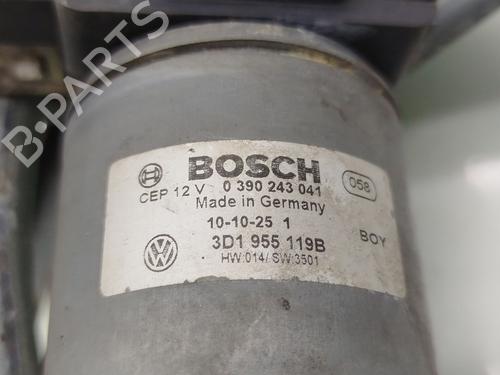 BOSCH
CEP 12 V 0 390 243 041
058
Made in Germany
10-10-25 1
3D1 955 119B
BOY
HW:014/SW:3501
B-Parts